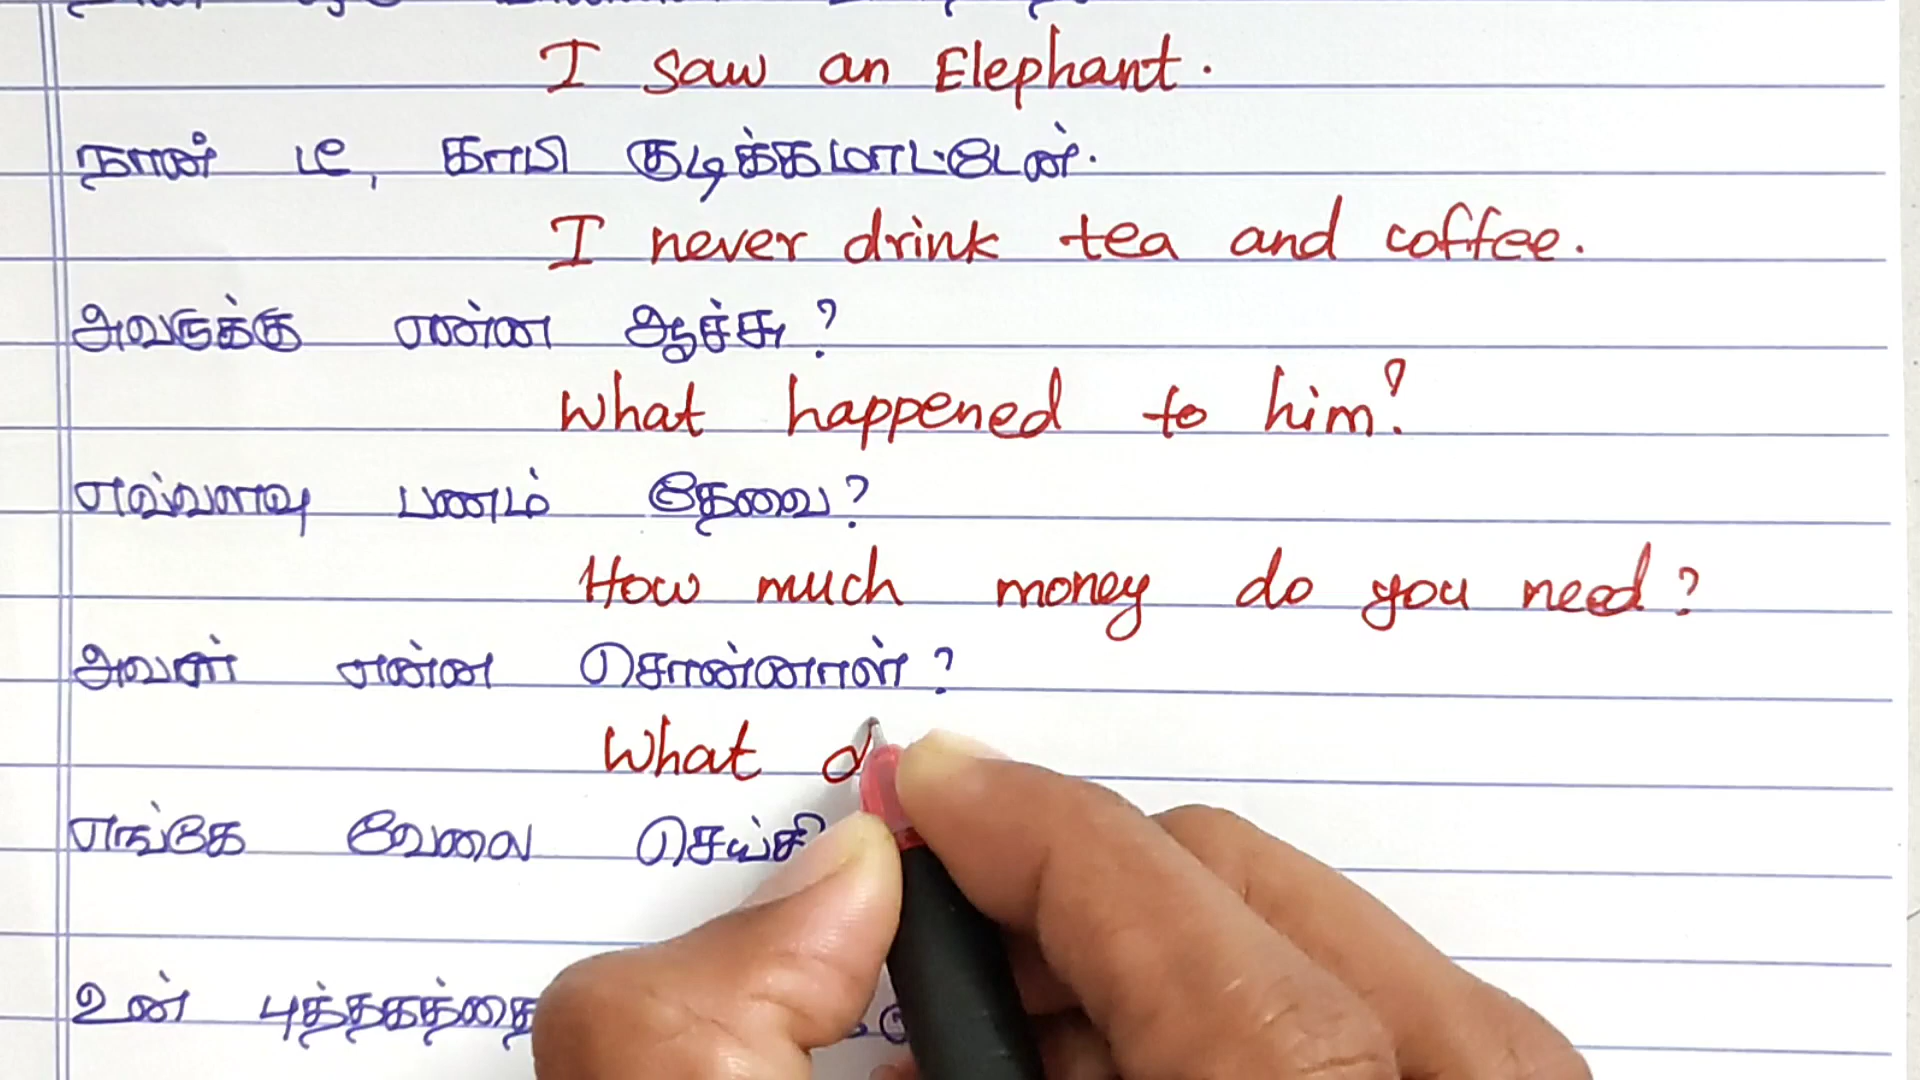 I saw an Elephant.
நான் டீ, காபி குடிக்கமாட்டேன்.
I never drink tea and coffee.
அவருக்கு என்ன ஆச்சு?
What happened to him?
எவ்வளவு பணம் தேவை?
How much money do you need?
அவன் என்ன சொன்னான்?
What d
எங்கே வேலை செய்சி
உன் புத்தகத்தை